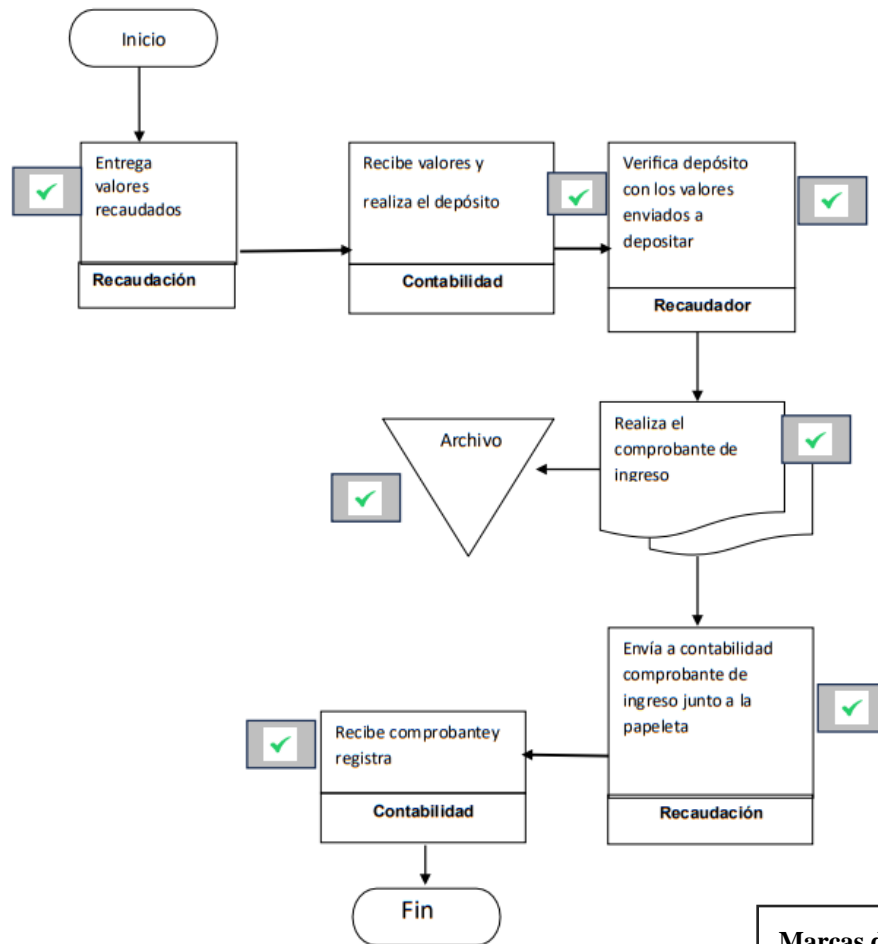 Inicio
Entrega
valores
recaudados
Recaudación
Recibe valores y
realiza el depósito
Contabilidad
Verifica depósito
con los valores
enviados a
depositar
Recaudador
Realiza el
comprobante de
ingreso
Archivo
Envía a contabilidad
comprobante de
ingreso junto a la
papeleta
Recaudación
Recibe comprobantey
registra
Contabilidad
Fin
Marcas